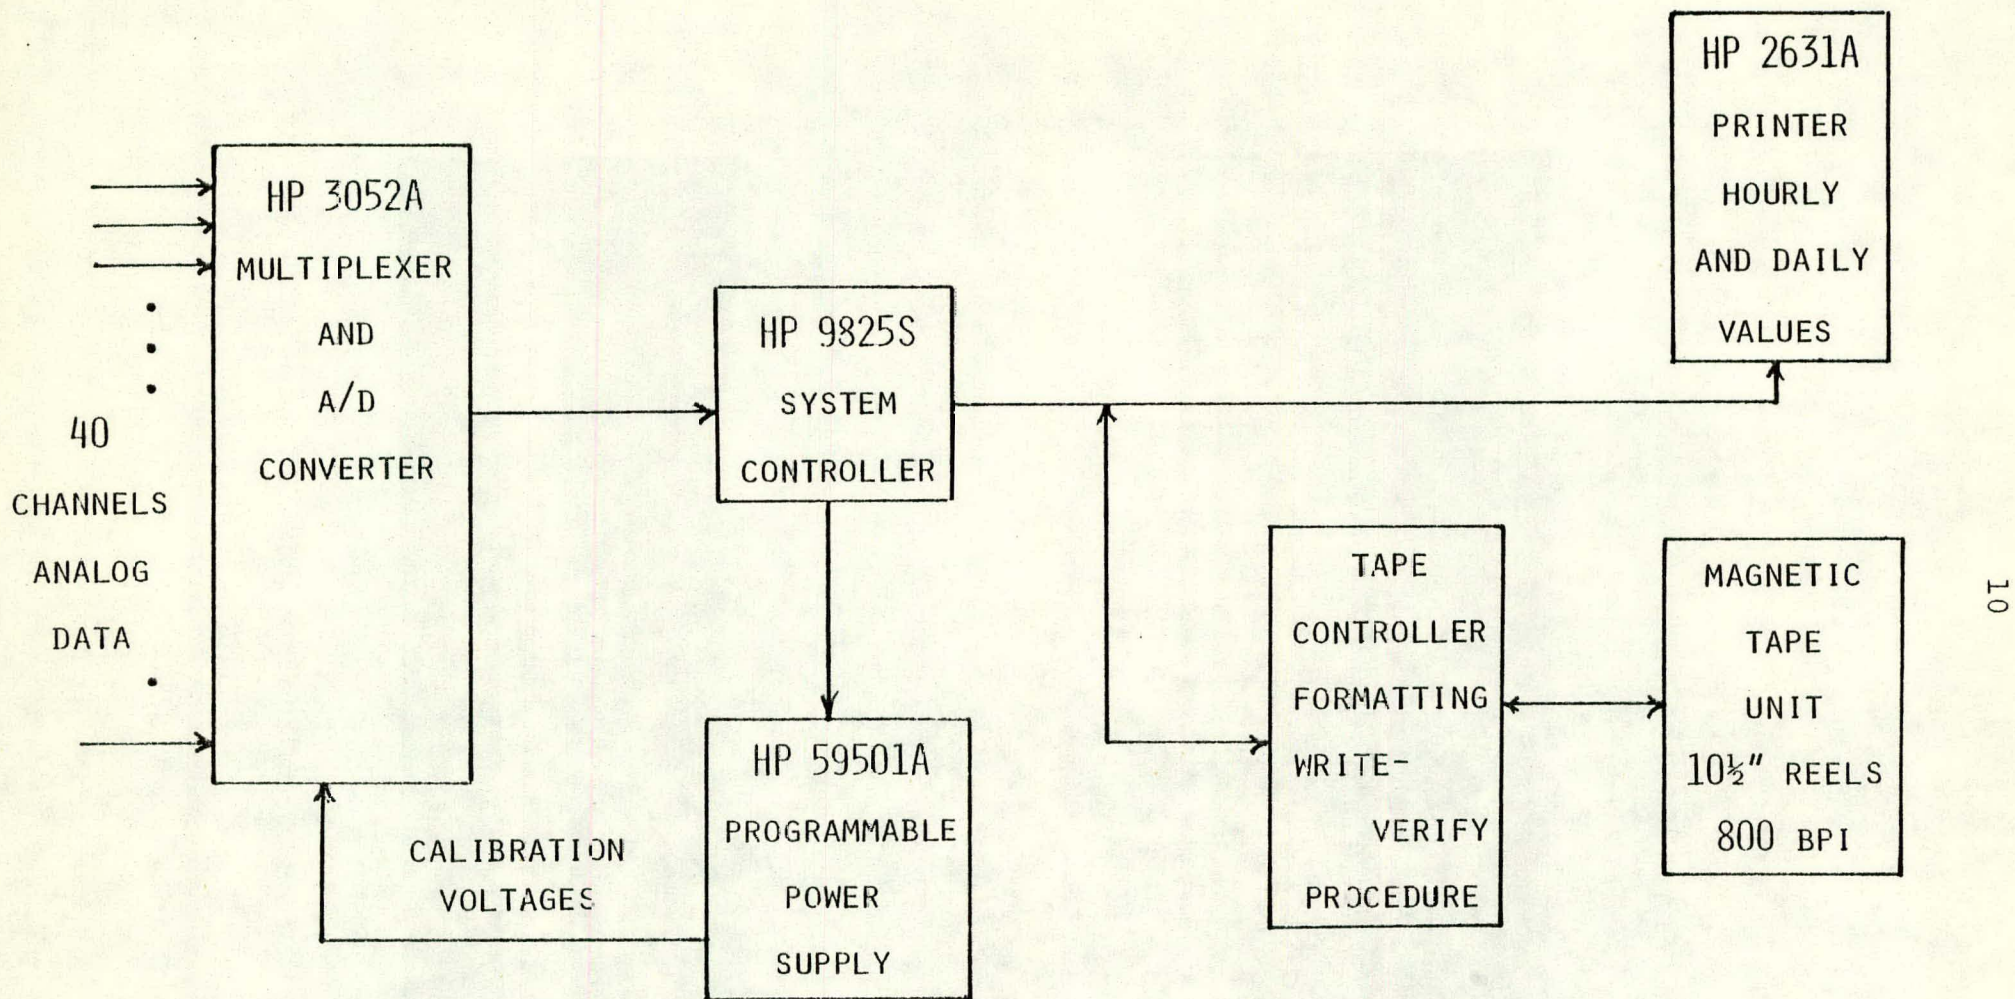 40
CHANNELS
ANALOG
DATA
HP 3052A
MULTIPLEXER
AND
A/D
CONVERTER
CALIBRATION
VOLTAGES
HP 9825S
SYSTEM
CONTROLLER
HP 59501A
PROGRAMMABLE
POWER
SUPPLY
HP 2631A
PRINTER
HOURLY
AND DAILY
VALUES
TAPE
CONTROLLER
FORMATTING
WRITE-
VERIFY
PROCEDURE
MAGNETIC
TAPE
UNIT
10½" REELS
800 BPI
10